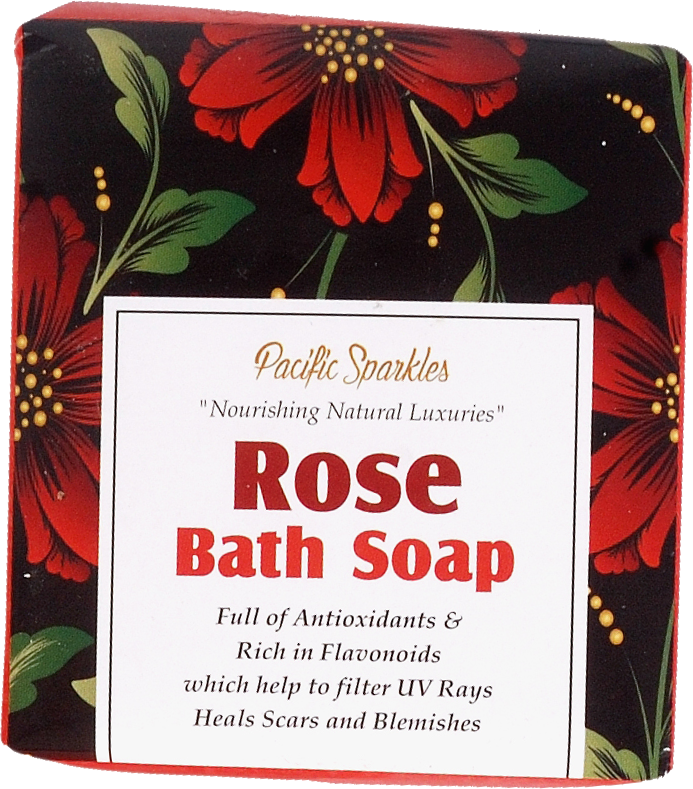 Pacific Sparkles
"Nourishing Natural Luxuries"
Rose
Bath Soap
Full of Antioxidants &
Rich in Flavonoids
which help to filter UV Rays
Heals Scars and Blemishes